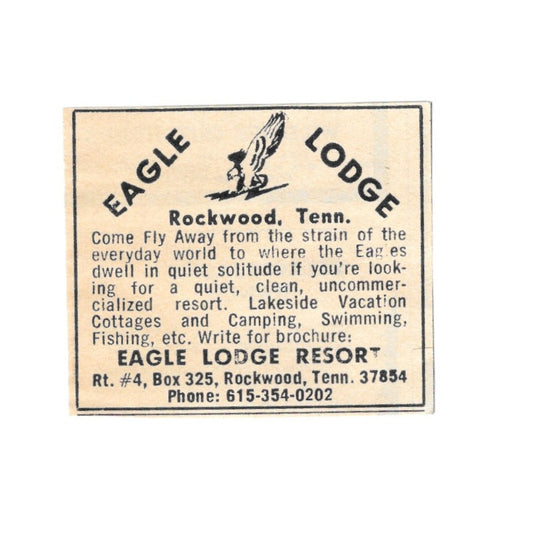 EAGLE LODGE
Rockwood, Tenn.
Come Fly Away from the strain of the
everyday world to where the Eagles
dwell in quiet solitude if you're look-
ing for a quiet, clean, uncommer-
cialized resort. Lakeside Vacation
Cottages and Camping, Swimming,
Fishing, etc. Write for brochure:
EAGLE LODGE RESORT
Rt. #4, Box 325, Rockwood, Tenn. 37854
Phone: 615-354-0202